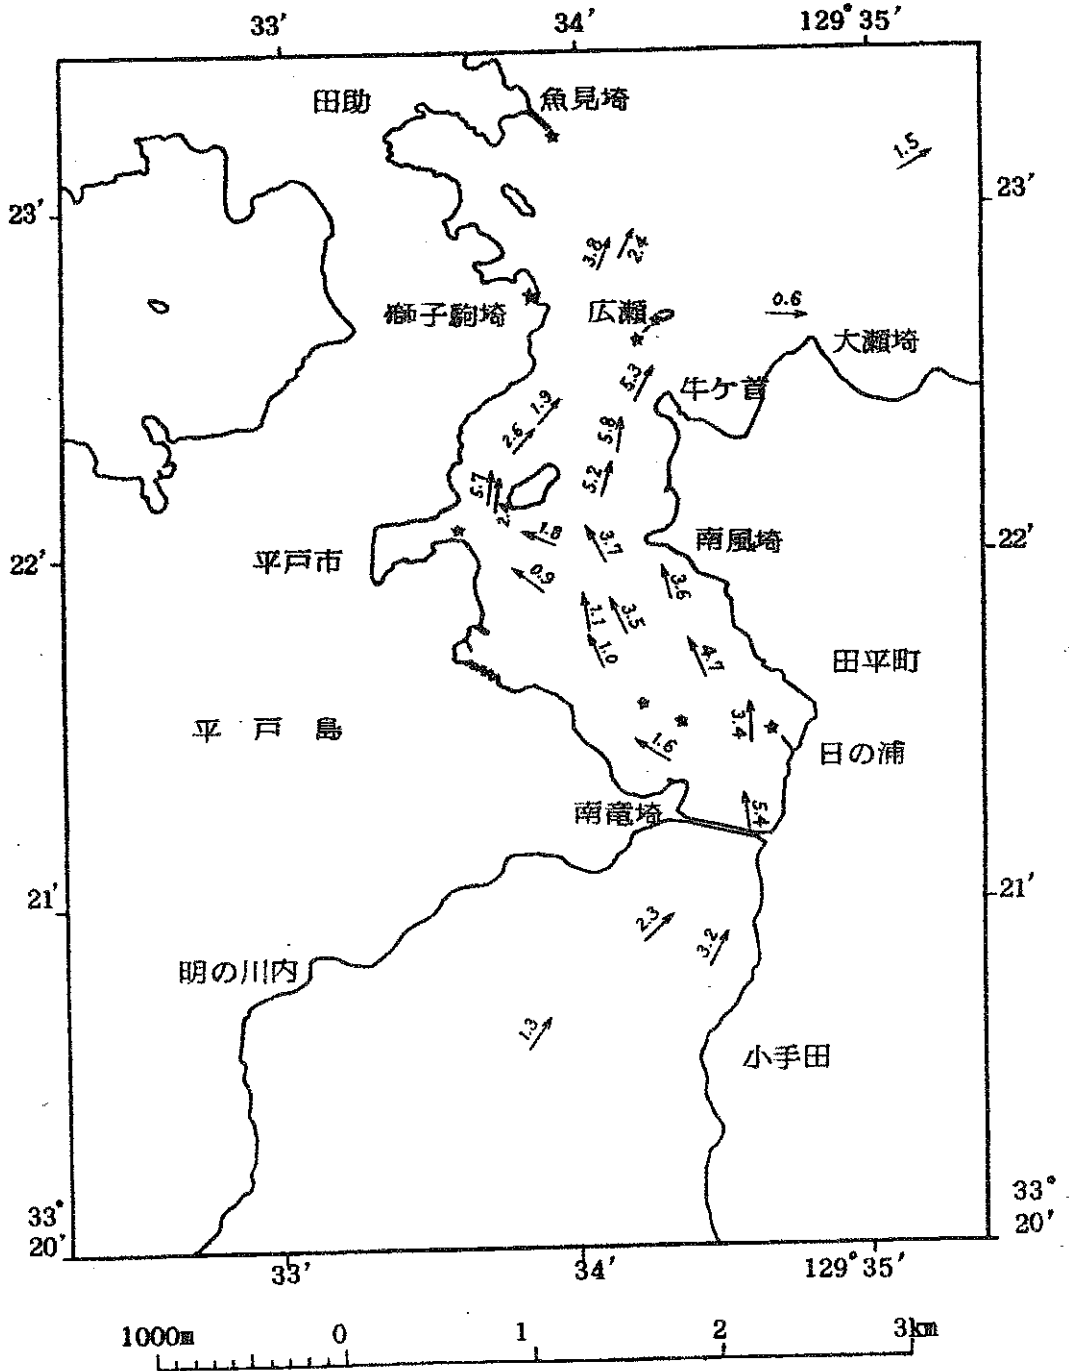 33′ 34′ 129°35′
田助 魚見埼
1.5
23′ 23′
3.8 2.4
獅子駒埼 広瀬 0.6
大瀬埼
5.3 牛ケ首
1.9
2.6 5.8
5.7 5.2
2.4
1.8 3.7 南風埼
22′ 平戸市 22′
0.9 3.6
1.1 3.5
1.0 4.7 田平町
平戸島 3.4
1.6 日の浦
南竜埼 5.4
21′ 21′
2.3 3.2
明の川内
1.3 小手田
33° 33°
20′ 20′
33′ 34′ 129°35′
1000m 0 1 2 3km